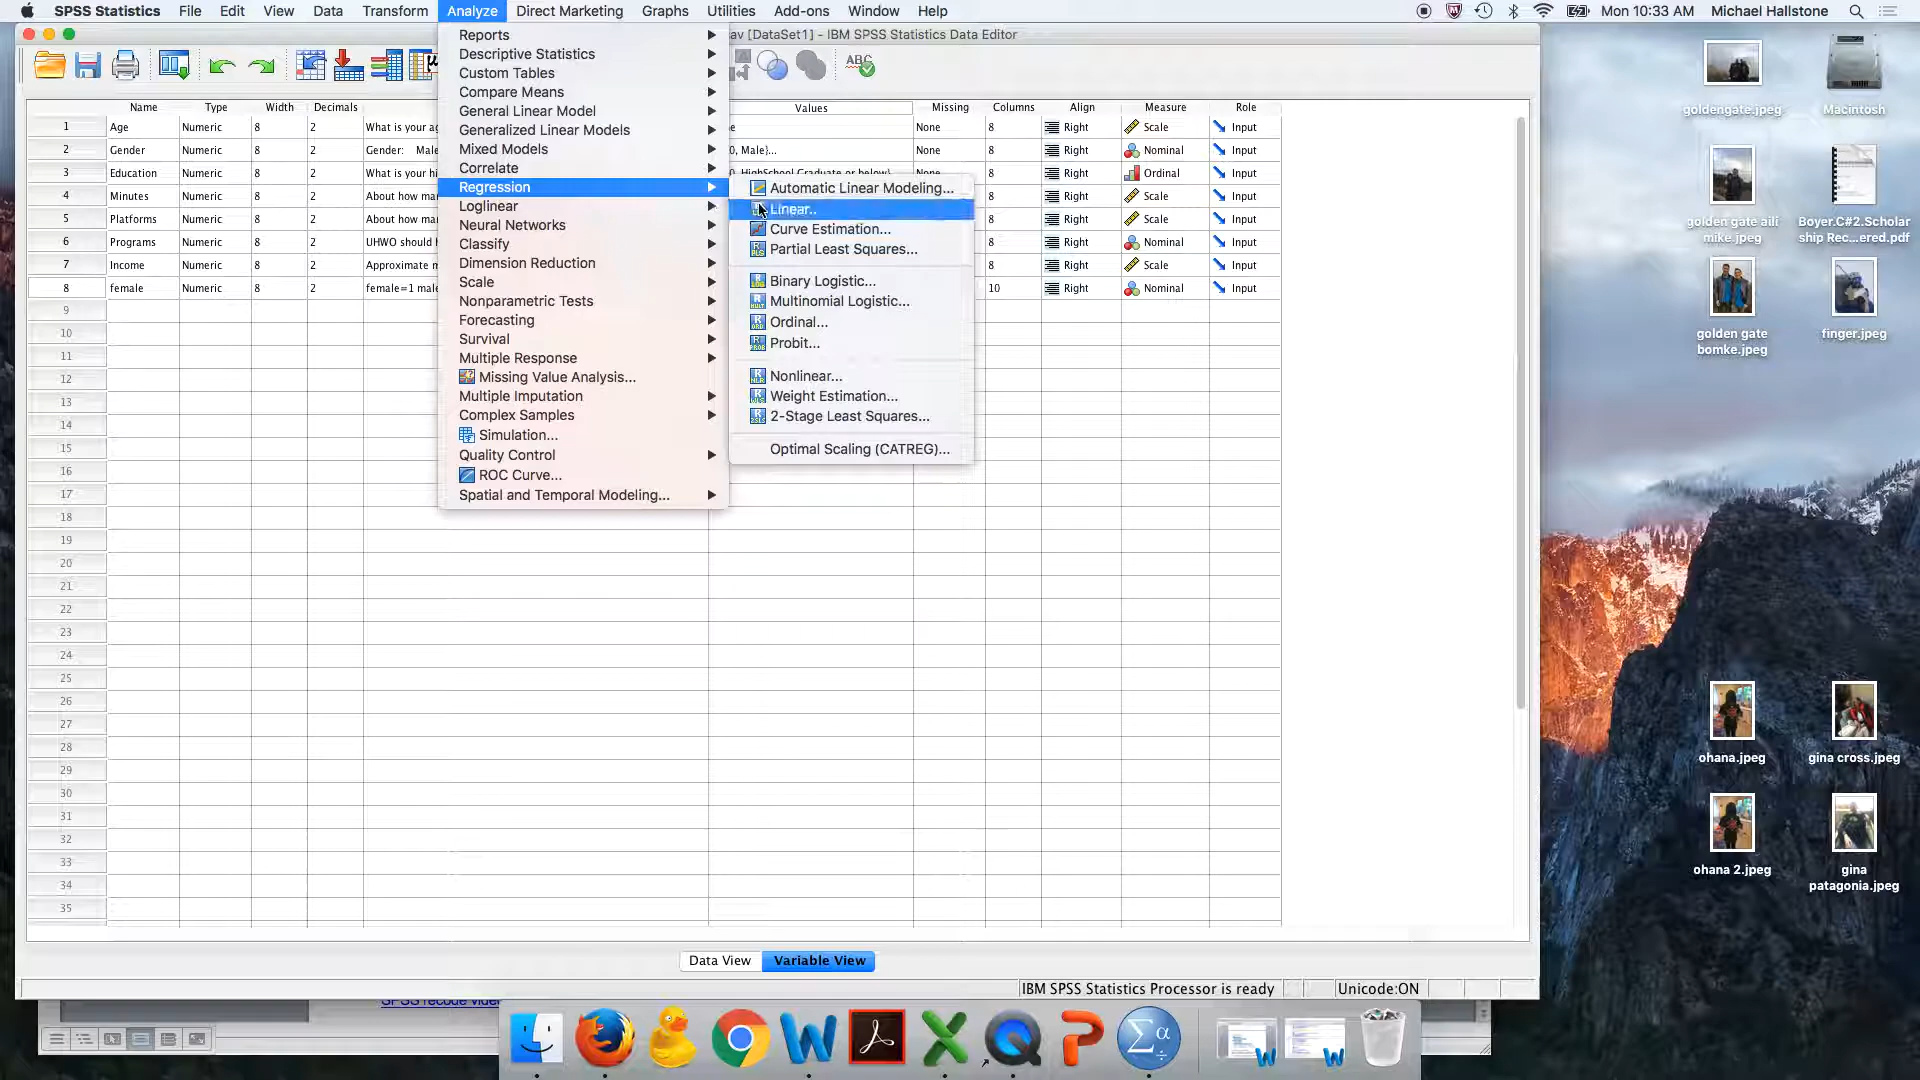 SPSS Statistics File Edit View Data Transform Analyze Direct Marketing Graphs Utilities Add-ons Window Help Mon 10:33 AM Michael Hallstone
av [DataSet1] - IBM SPSS Statistics Data Editor
Reports
Descriptive Statistics
Custom Tables
Compare Means
General Linear Model
Generalized Linear Models
Mixed Models
Correlate
Regression
Loglinear
Neural Networks
Classify
Dimension Reduction
Scale
Nonparametric Tests
Forecasting
Survival
Multiple Response
Missing Value Analysis...
Multiple Imputation
Complex Samples
Simulation...
Quality Control
ROC Curve...
Spatial and Temporal Modeling...
Automatic Linear Modeling...
Linear...
Curve Estimation...
Partial Least Squares...
Binary Logistic...
Multinomial Logistic...
Ordinal...
Probit...
Nonlinear...
Weight Estimation...
2-Stage Least Squares...
Optimal Scaling (CATREG)...
ABC
Name Type Width Decimals Values Missing Columns Align Measure Role
1 Age Numeric 8 2 What is your ag e None 8 Right Scale Input
2 Gender Numeric 8 2 Gender: Male 0, Male}... None 8 Right Nominal Input
3 Education Numeric 8 2 What is your hi 0, HighSchool Graduate or below} None 8 Right Ordinal Input
4 Minutes Numeric 8 2 About how ma 8 Right Scale Input
5 Platforms Numeric 8 2 About how ma 8 Right Scale Input
6 Programs Numeric 8 2 UHWO should h 8 Right Nominal Input
7 Income Numeric 8 2 Approximate m 8 Right Scale Input
8 female Numeric 8 2 female=1 male 10 Right Nominal Input
9
10
11
12
13
14
15
16
17
18
19
20
21
22
23
24
25
26
27
28
29
30
31
32
33
34
35
Data View Variable View
IBM SPSS Statistics Processor is ready Unicode:ON
SPSS recode video
goldengate.jpeg
Macintosh
golden gate aili
mike.jpeg
Boyer.C#2.Scholar
ship Rec...ered.pdf
golden gate
bomke.jpeg
finger.jpeg
ohana.jpeg
gina cross.jpeg
ohana 2.jpeg
gina
patagonia.jpeg